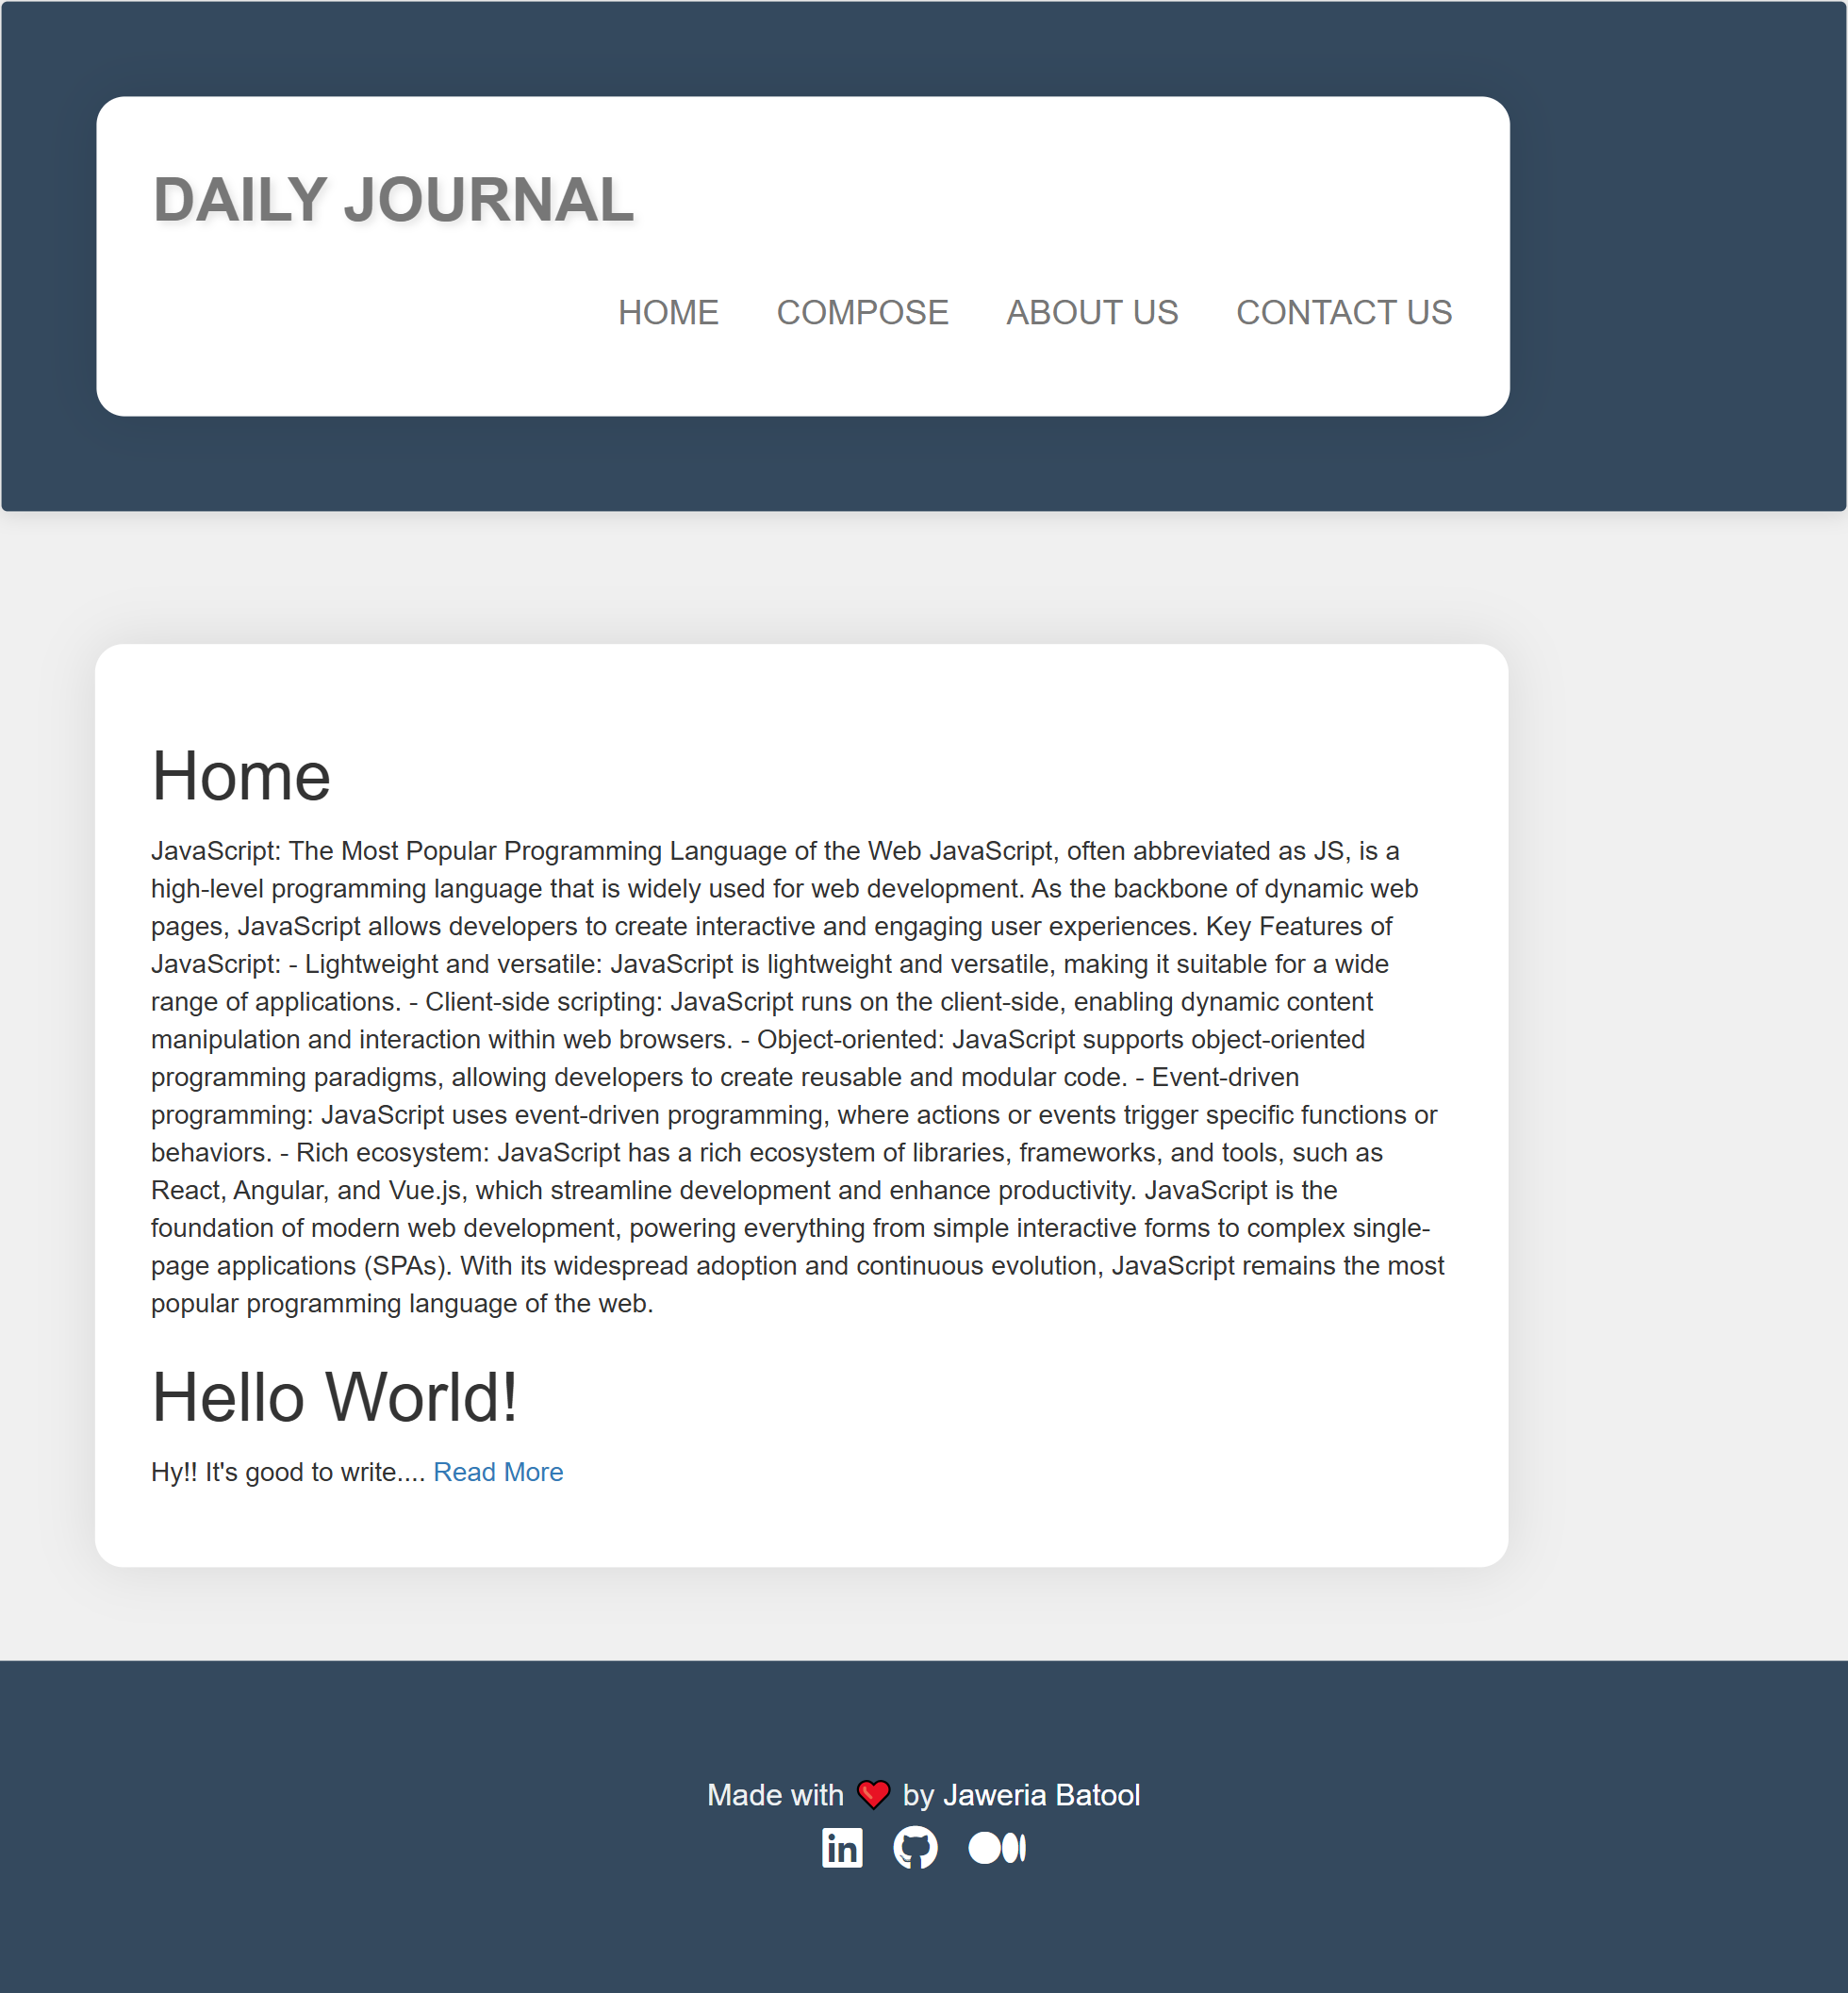 DAILY JOURNAL
HOME COMPOSE ABOUT US CONTACT US
Home
JavaScript: The Most Popular Programming Language of the Web JavaScript, often abbreviated as JS, is a
high-level programming language that is widely used for web development. As the backbone of dynamic web
pages, JavaScript allows developers to create interactive and engaging user experiences. Key Features of
JavaScript: - Lightweight and versatile: JavaScript is lightweight and versatile, making it suitable for a wide
range of applications. - Client-side scripting: JavaScript runs on the client-side, enabling dynamic content
manipulation and interaction within web browsers. - Object-oriented: JavaScript supports object-oriented
programming paradigms, allowing developers to create reusable and modular code. - Event-driven
programming: JavaScript uses event-driven programming, where actions or events trigger specific functions or
behaviors. - Rich ecosystem: JavaScript has a rich ecosystem of libraries, frameworks, and tools, such as
React, Angular, and Vue.js, which streamline development and enhance productivity. JavaScript is the
foundation of modern web development, powering everything from simple interactive forms to complex single-
page applications (SPAs). With its widespread adoption and continuous evolution, JavaScript remains the most
popular programming language of the web.
Hello World!
Hy!! It's good to write.... Read More
Made with ❤ by Jaweria Batool
in